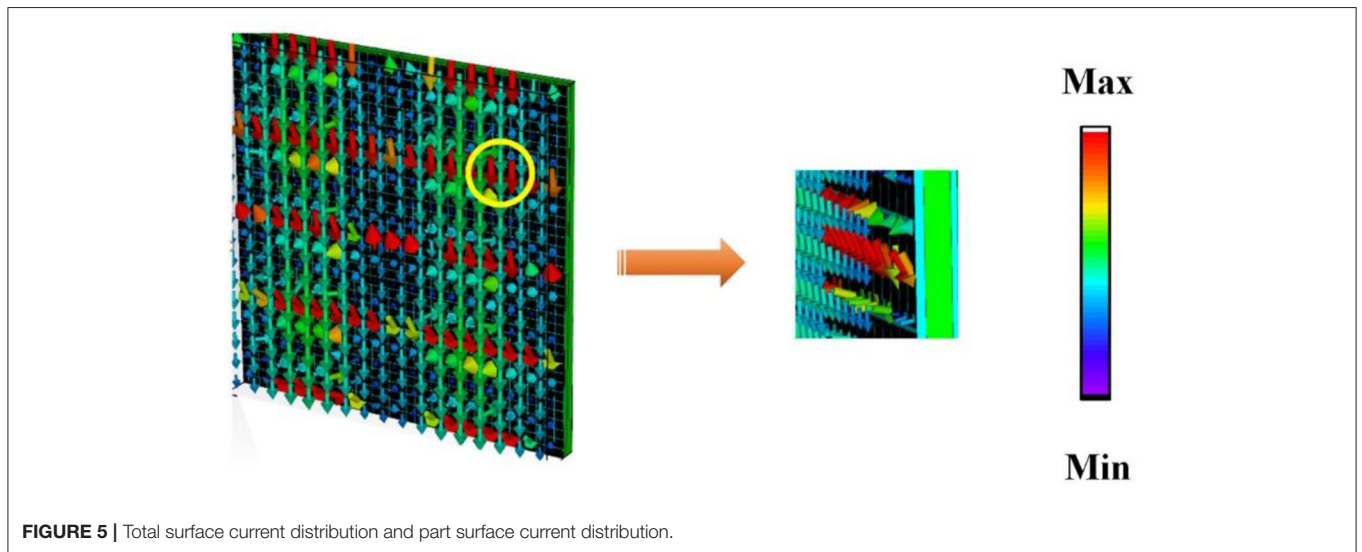 Max
Min
FIGURE 5 | Total surface current distribution and part surface current distribution.